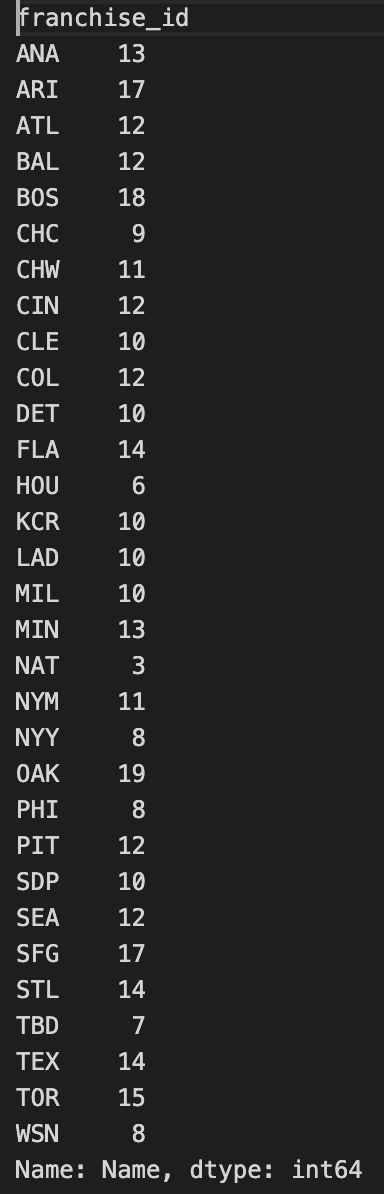 franchise_id
ANA    13
ARI    17
ATL    12
BAL    12
BOS    18
CHC     9
CHW    11
CIN    12
CLE    10
COL    12
DET    10
FLA    14
HOU     6
KCR    10
LAD    10
MIL    10
MIN    13
NAT     3
NYM    11
NYY     8
OAK    19
PHI     8
PIT    12
SDP    10
SEA    12
SFG    17
STL    14
TBD     7
TEX    14
TOR    15
WSN     8
Name: Name, dtype: int64